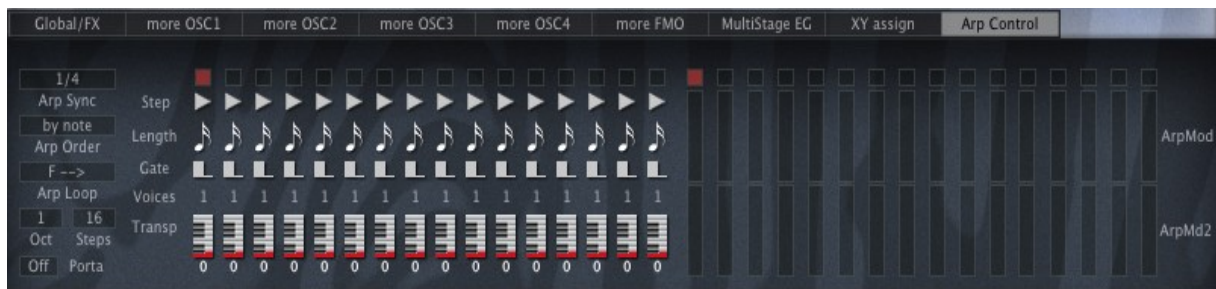 Global/FX more OSC1 more OSC2 more OSC3 more OSC4 more FMO MultiStage EG XY assign Arp Control
1/4
Arp Sync
by note
Arp Order
F -->
Arp Loop
1 16
Oct Steps
Off Porta
Step
Length
Gate
Voices 1 1 1 1 1 1 1 1 1 1 1 1 1 1 1 1
Transp
0 0 0 0 0 0 0 0 0 0 0 0 0 0 0 0
ArpMod
ArpMd2